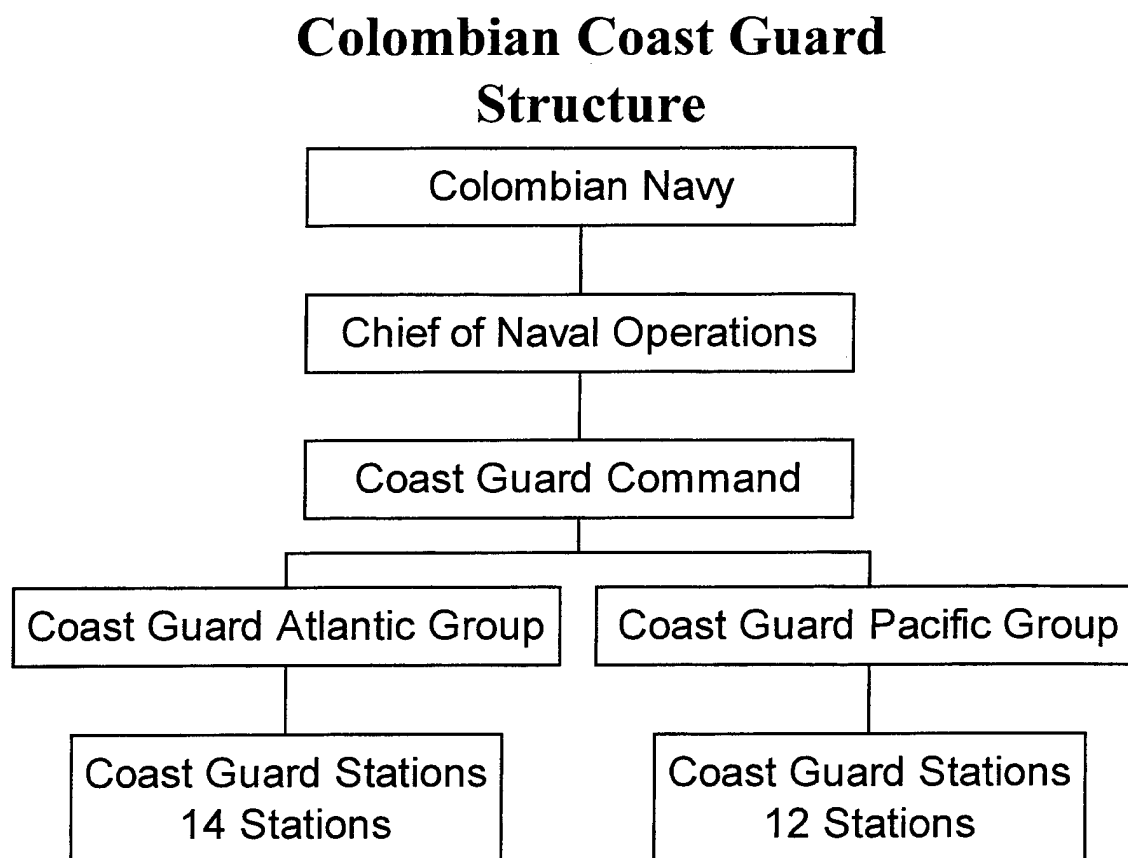 Colombian Coast Guard
Structure
Colombian Navy
Chief of Naval Operations
Coast Guard Command
Coast Guard Atlantic Group
Coast Guard Pacific Group
Coast Guard Stations
14 Stations
Coast Guard Stations
12 Stations